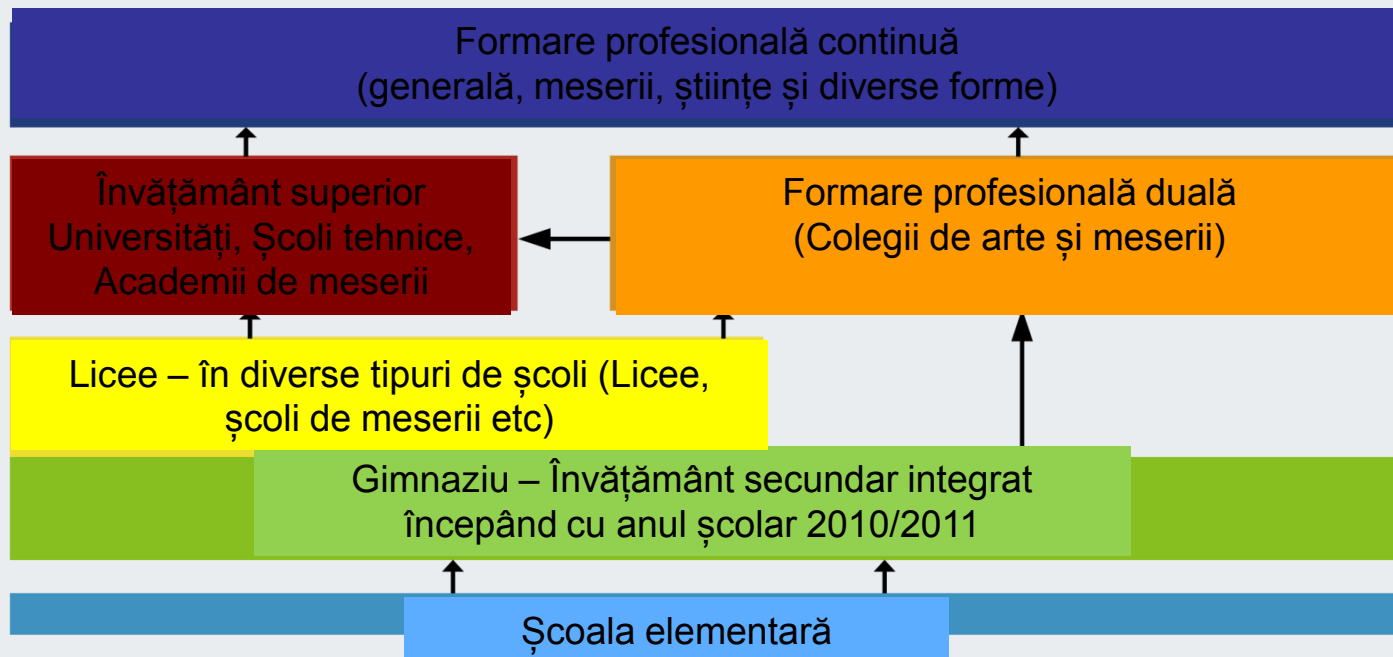 Formare profesională continuă
(generală, meserii, științe și diverse forme)
Învățământ superior
Universități, Școli tehnice,
Academii de meserii
Formare profesională duală
(Colegii de arte și meserii)
Licee – în diverse tipuri de școli (Licee,
școli de meserii etc)
Gimnaziu – Învățământ secundar integrat
începând cu anul școlar 2010/2011
Școala elementară